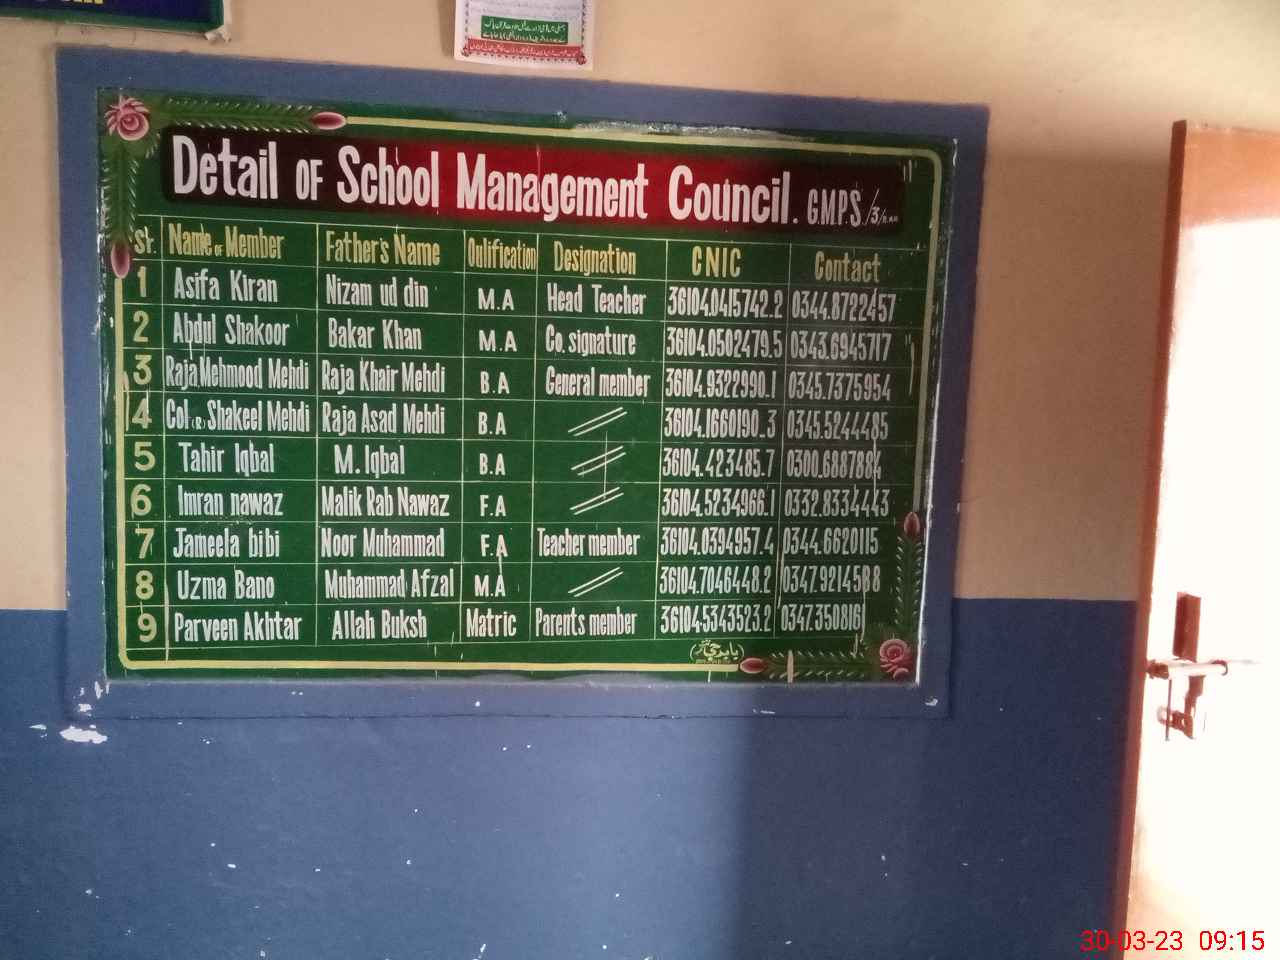 Detail OF School Management Council. G.M.P.S./3/
Sr. Name OF Member Father's Name Qulification Designation CNIC Contact
1 Asifa Kiran Nizam ud din M.A Head Teacher 36104.0415742.2 0344.8722457
2 Abdul Shakoor Bakar Khan M.A Co. signature 36104.0502479.5 0343.6945717
3 Raja Mehmood Mehdi Raja Khair Mehdi B.A General member 36104.9322990.1 0345.7375954
4 Col (R) Shakeel Mehdi Raja Asad Mehdi B.A // 36104.1660190..3 0345.5244485
5 Tahir Iqbal M. Iqbal B.A // 36104.423485.7 0300.6887884
6 Imran nawaz Malik Rab Nawaz F.A // 36104.5234966.1 0332.8334443
7 Jameela bibi Noor Muhammad F.A Teacher member 36104.0394957.4 0344.6620115
8 Uzma Bano Muhammad Afzal M.A // 36104.7046448.2 0347.9214588
9 Parveen Akhtar Allah Buksh Matric Parents member 36104.5343523.2 0347.3508161
30-03-23 09:15